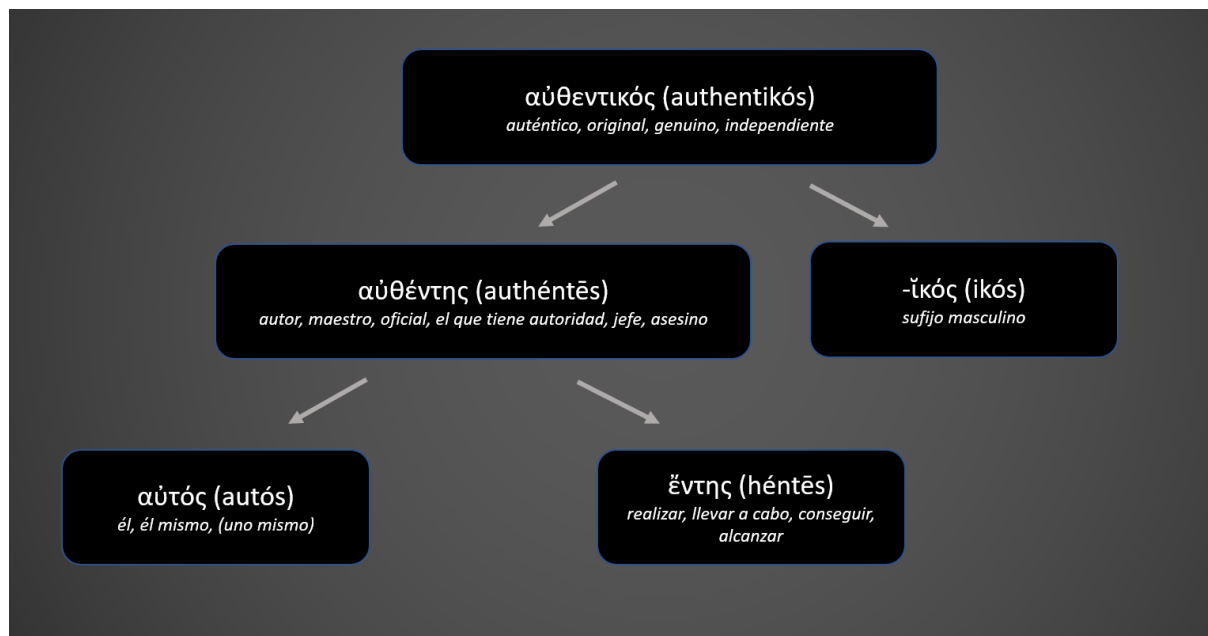 αὐθεντικός (authentikós)
auténtico, original, genuino, independiente
αὐθέντης (authéntēs)
autor, maestro, oficial, el que tiene autoridad, jefe, asesino
-ῐκός (ikós)
sufijo masculino
αὐτός (autós)
él, él mismo, (uno mismo)
ἔντης (héntēs)
realizar, llevar a cabo, conseguir,
alcanzar